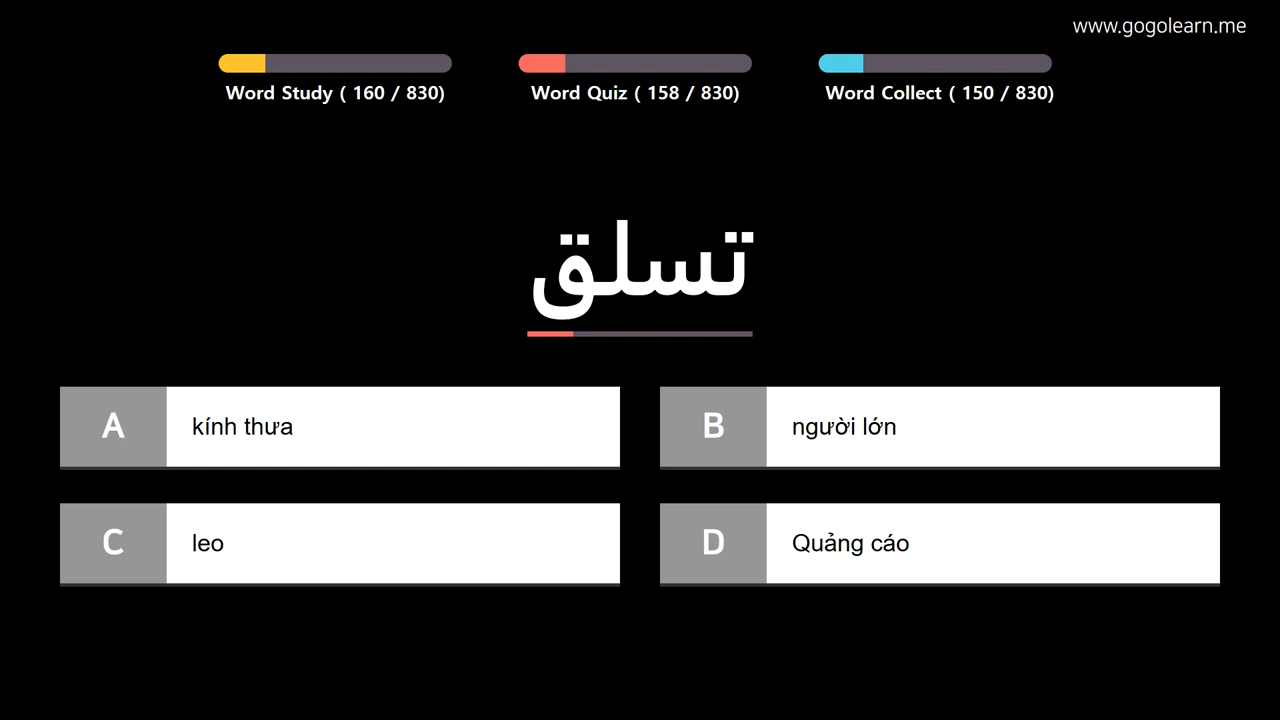 www.gogolearn.me
Word Study ( 160 / 830)
Word Quiz ( 158 / 830)
Word Collect ( 150 / 830)
تسلق
A kính thưa
B người lớn
C leo
D Quảng cáo